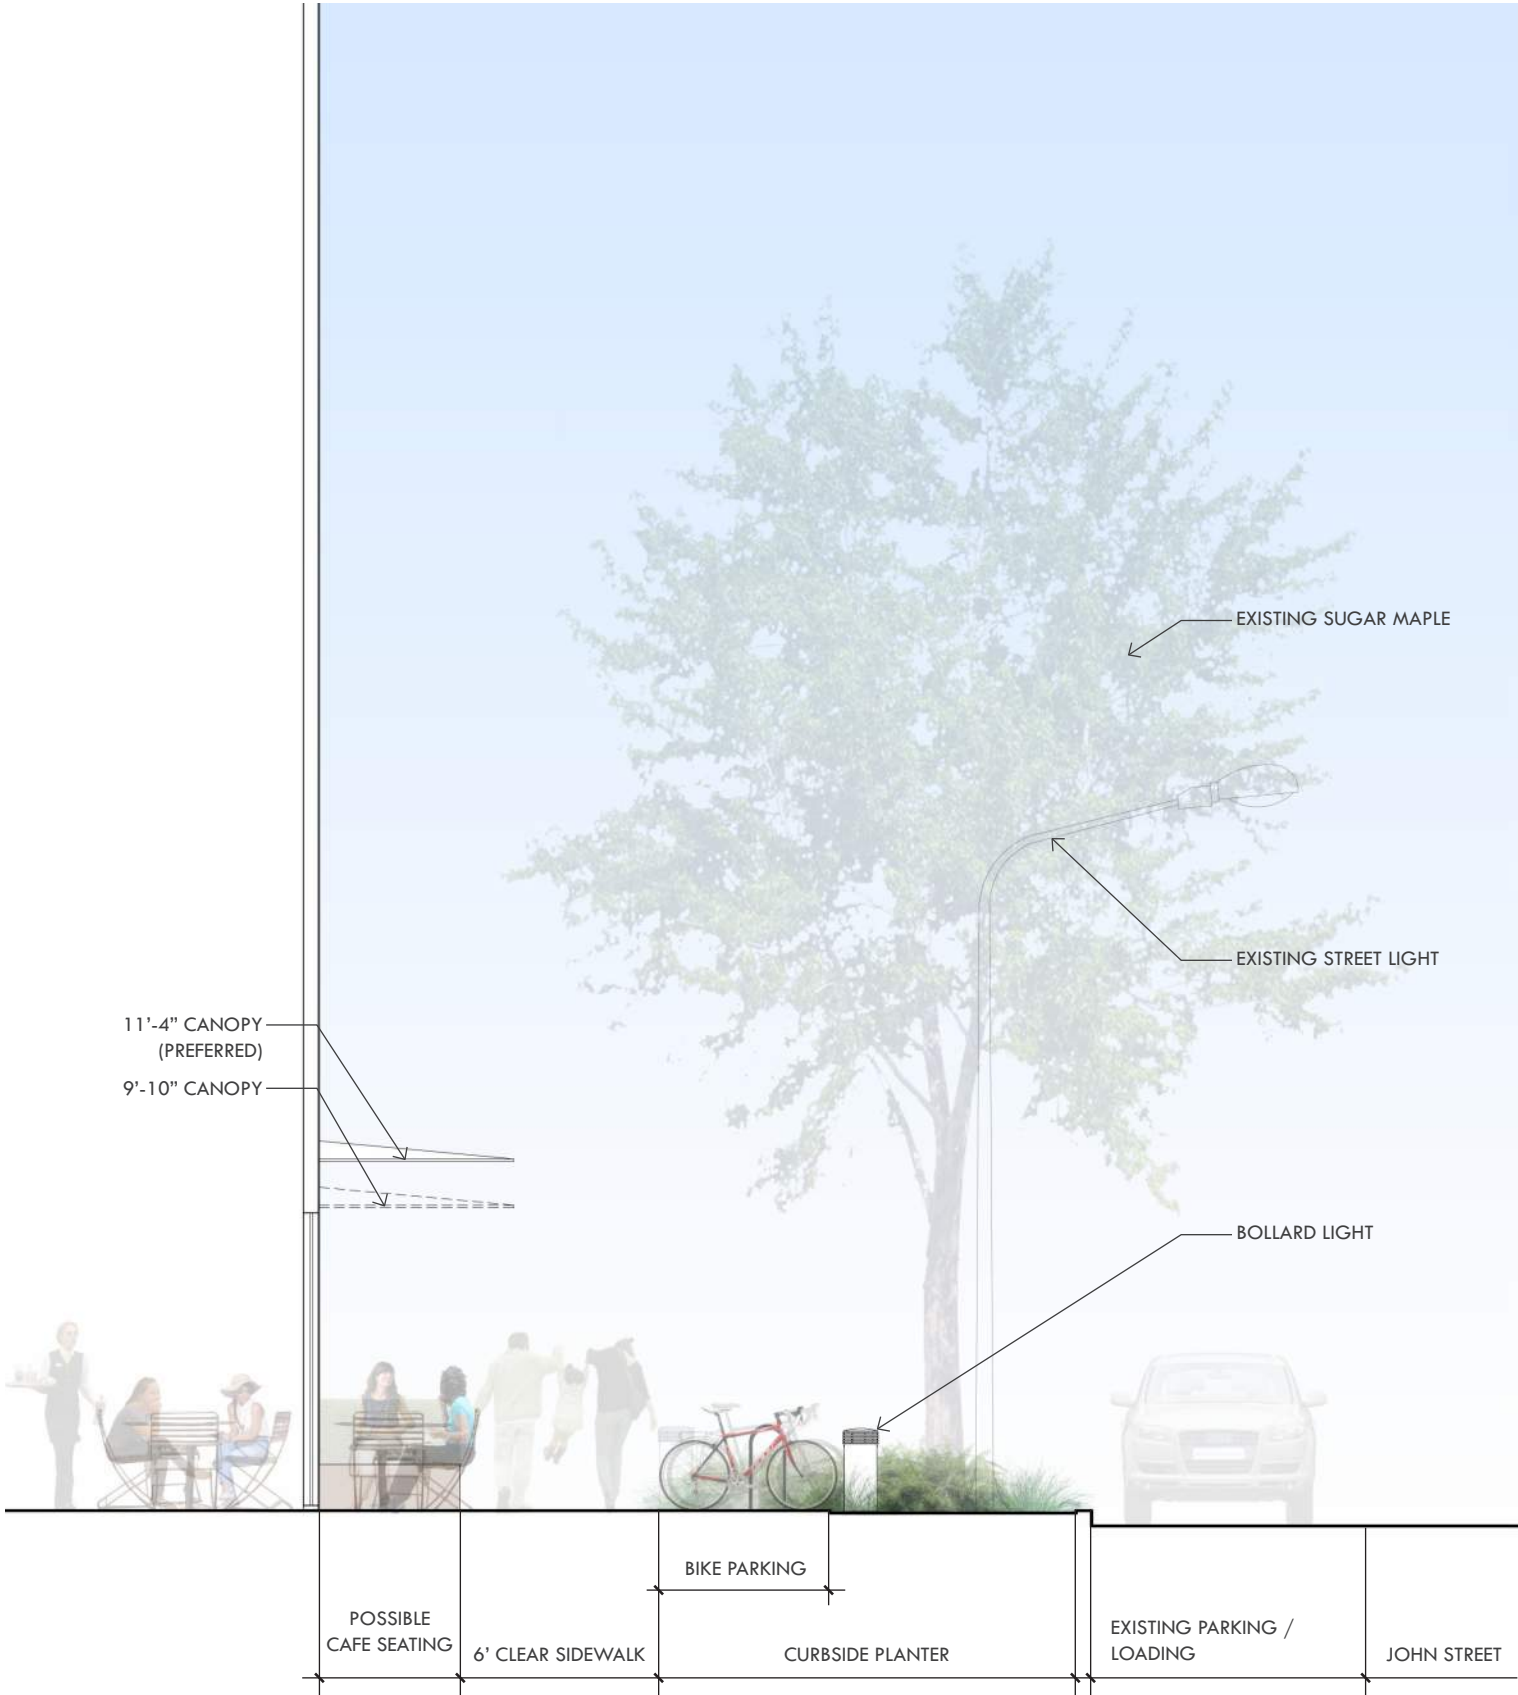 EXISTING SUGAR MAPLE
EXISTING STREET LIGHT
11’-4” CANOPY
(PREFERRED)
9’-10” CANOPY
BOLLARD LIGHT
BIKE PARKING
POSSIBLE
CAFE SEATING
6’ CLEAR SIDEWALK
CURBSIDE PLANTER
EXISTING PARKING /
LOADING
JOHN STREET